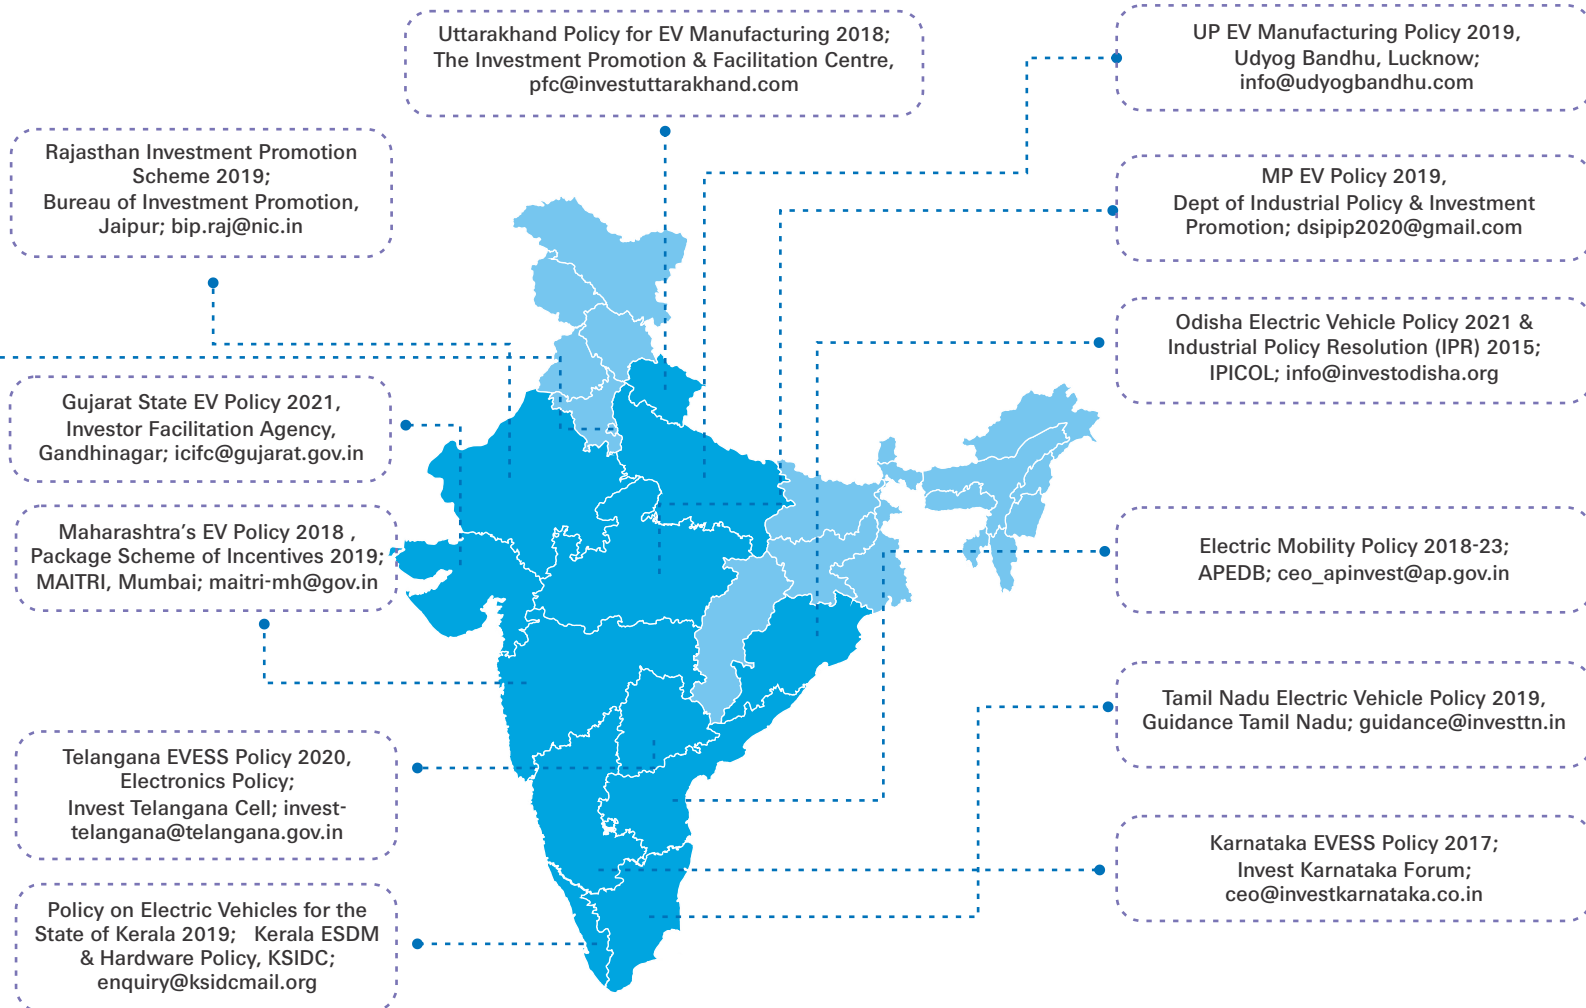 Uttarakhand Policy for EV Manufacturing 2018;
The Investment Promotion & Facilitation Centre,
pfc@investuttarakhand.com
UP EV Manufacturing Policy 2019,
Udyog Bandhu, Lucknow;
info@udyogbandhu.com
Rajasthan Investment Promotion
Scheme 2019;
Bureau of Investment Promotion,
Jaipur; bip.raj@nic.in
MP EV Policy 2019,
Dept of Industrial Policy & Investment
Promotion; dsipip2020@gmail.com
Odisha Electric Vehicle Policy 2021 &
Industrial Policy Resolution (IPR) 2015;
IPICOL; info@investodisha.org
Gujarat State EV Policy 2021,
Investor Facilitation Agency,
Gandhinagar; icifc@gujarat.gov.in
Maharashtra's EV Policy 2018 ,
Package Scheme of Incentives 2019;
MAITRI, Mumbai; maitri-mh@gov.in
Electric Mobility Policy 2018-23;
APEDB; ceo_apinvest@ap.gov.in
Tamil Nadu Electric Vehicle Policy 2019,
Guidance Tamil Nadu; guidance@investtn.in
Telangana EVESS Policy 2020,
Electronics Policy;
Invest Telangana Cell; invest-
telangana@telangana.gov.in
Karnataka EVESS Policy 2017;
Invest Karnataka Forum;
ceo@investkarnataka.co.in
Policy on Electric Vehicles for the
State of Kerala 2019; Kerala ESDM
& Hardware Policy, KSIDC;
enquiry@ksidcmail.org